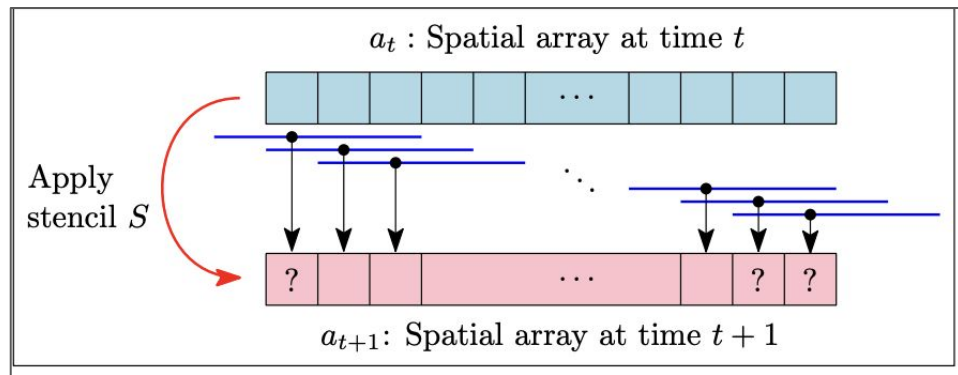 a_t : Spatial array at time t
...
Apply
stencil S
? ... ? ?
a_{t+1}: Spatial array at time t + 1